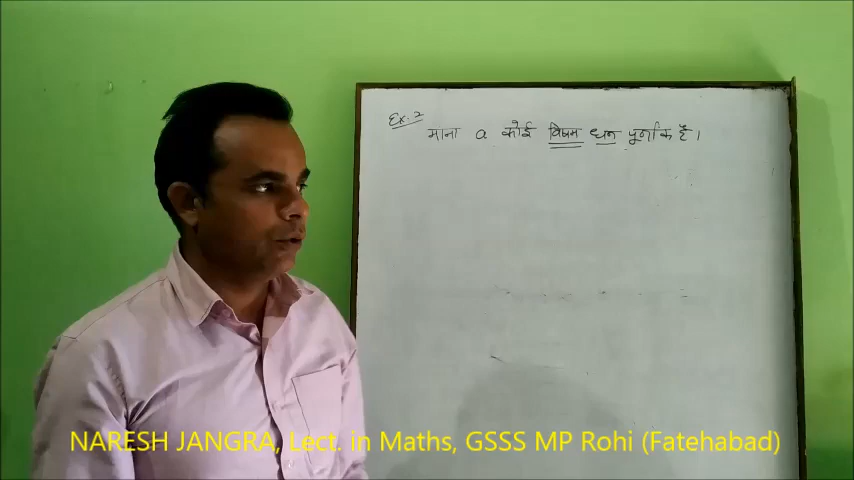 Ex. 2
माना a कोई विषम धन पूर्णांक है।
NARESH JANGRA, Lect. in Maths, GSSS MP Rohi (Fatehabad)